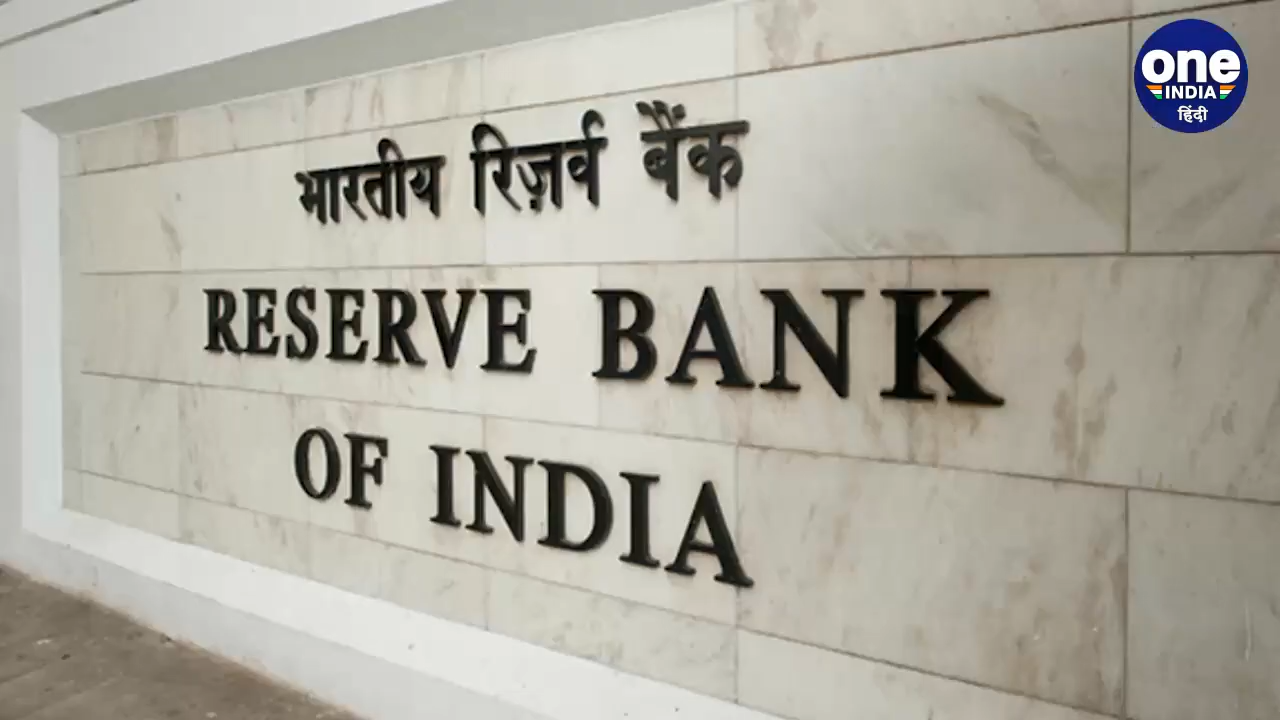 भारतीय रिज़र्व बैंक
RESERVE BANK
OF INDIA
one
INDIA
हिंदी